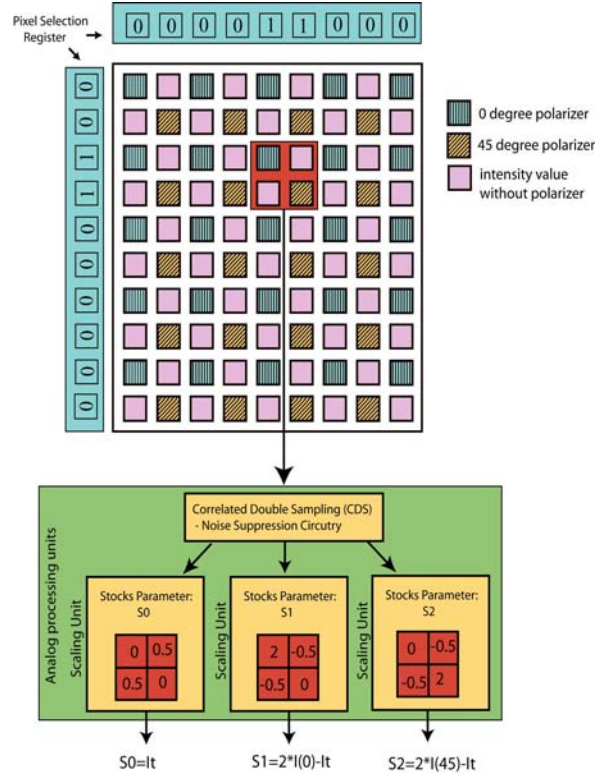 Pixel Selection
Register
0 0 0 0 1 1 0 0 0
0
0
1
1
0
0
0
0
0
0
0 degree polarizer
45 degree polarizer
intensity value
without polarizer
Analog processing units
Correlated Double Sampling (CDS)
- Noise Suppression Circutry
Scaling Unit
Stocks Parameter:
S0
0 0.5
0.5 0
Scaling Unit
Stocks Parameter:
S1
2 -0.5
-0.5 0
Scaling Unit
Stocks Parameter:
S2
0 -0.5
-0.5 2
S0=It
S1=2*I(0)-It
S2=2*I(45)-It